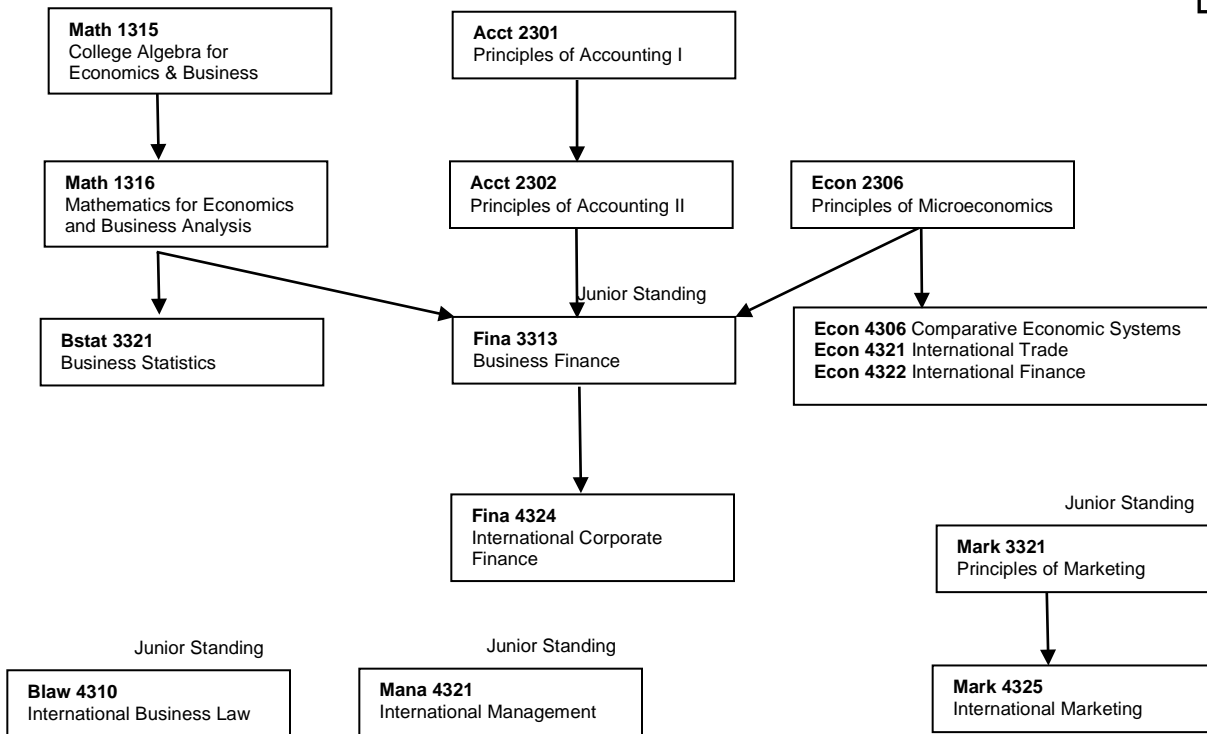 Math 1315
College Algebra for
Economics & Business
Acct 2301
Principles of Accounting I
Math 1316
Mathematics for Economics
and Business Analysis
Acct 2302
Principles of Accounting II
Econ 2306
Principles of Microeconomics
Junior Standing
Bstat 3321
Business Statistics
Fina 3313
Business Finance
Econ 4306 Comparative Economic Systems
Econ 4321 International Trade
Econ 4322 International Finance
Fina 4324
International Corporate
Finance
Junior Standing
Mark 3321
Principles of Marketing
Junior Standing
Blaw 4310
International Business Law
Junior Standing
Mana 4321
International Management
Mark 4325
International Marketing